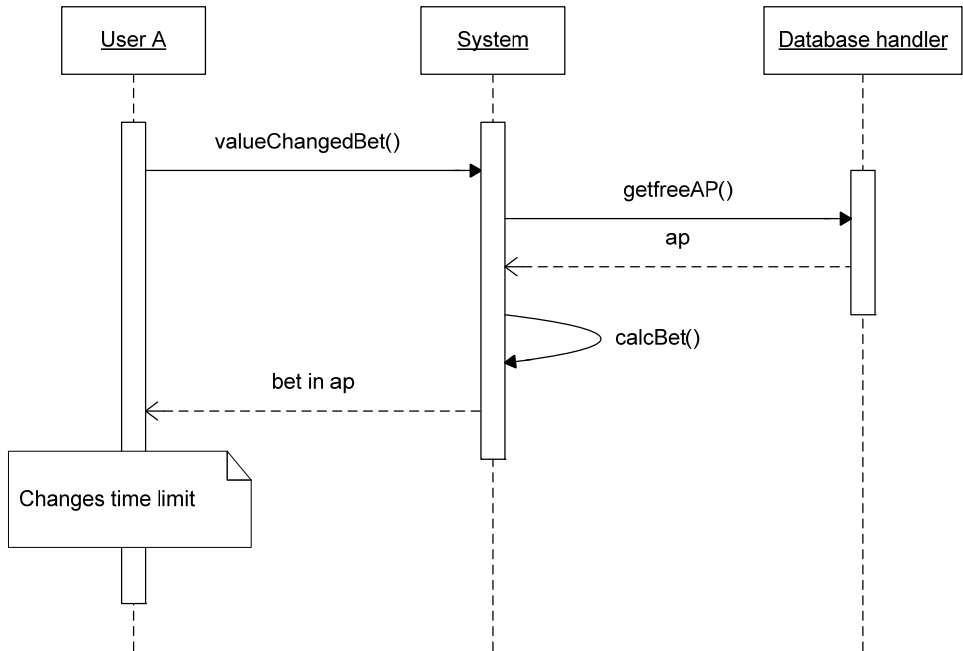 User A
System
Database handler
valueChangedBet()
getfreeAP()
ap
calcBet()
bet in ap
Changes time limit